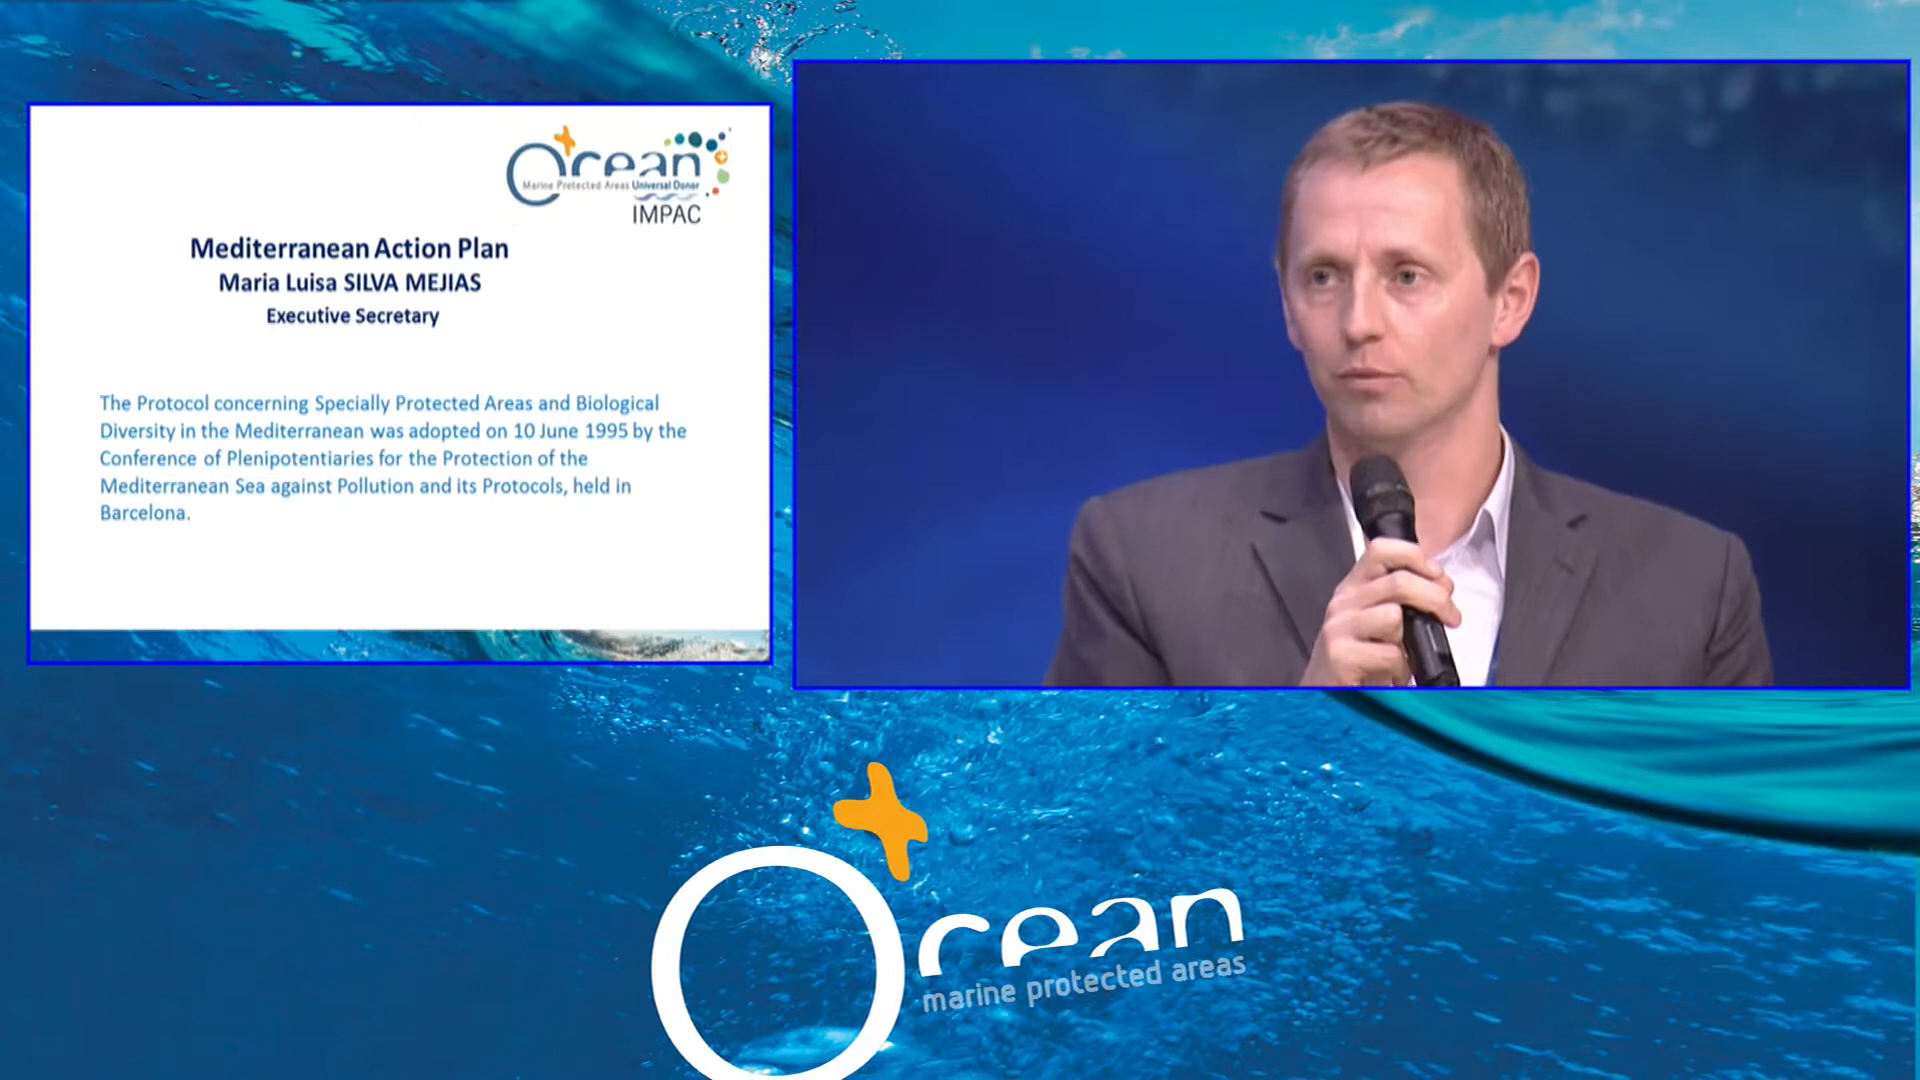 Ocean
Marine Protected Areas Universal Donor
IMPAC
Mediterranean Action Plan
Maria Luisa SILVA MEJIAS
Executive Secretary
The Protocol concerning Specially Protected Areas and Biological
Diversity in the Mediterranean was adopted on 10 June 1995 by the
Conference of Plenipotentiaries for the Protection of the
Mediterranean Sea against Pollution and its Protocols, held in
Barcelona.
Ocean
marine protected areas